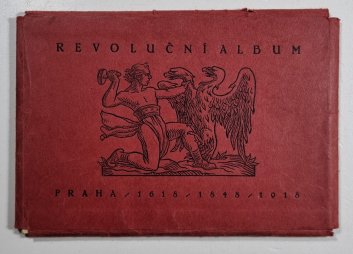 REVOLUČNÍ ALBUM
PRAHA / 1618 / 1848 / 1918